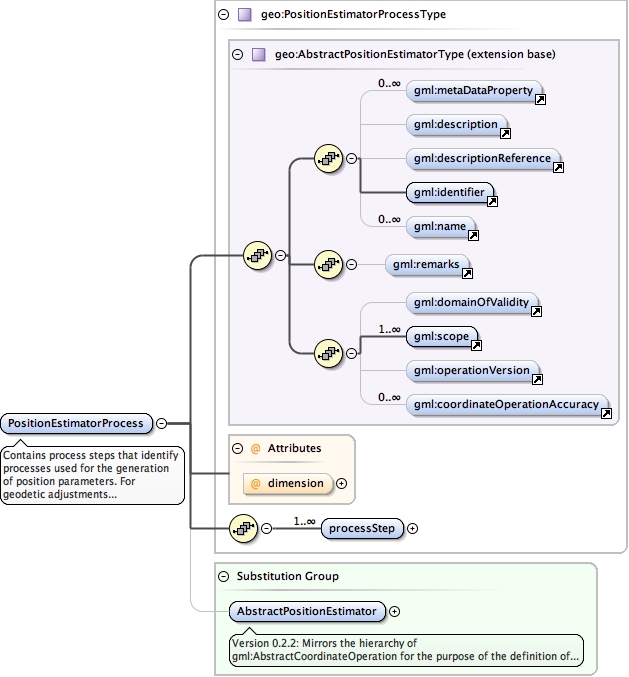 geo:PositionEstimatorProcessType
geo:AbstractPositionEstimatorType (extension base)
0..∞
gml:metaDataProperty
gml:description
gml:descriptionReference
gml:identifier
0..∞
gml:name
gml:remarks
gml:domainOfValidity
1..∞
gml:scope
gml:operationVersion
0..∞
gml:coordinateOperationAccuracy
PositionEstimatorProcess
Contains process steps that identify
processes used for the generation
of position parameters. For
geodetic adjustments...
@ Attributes
@ dimension
1..∞
processStep
Substitution Group
AbstractPositionEstimator
Version 0.2.2: Mirrors the hierarchy of
gml:AbstractCoordinateOperation for the purpose of the definition of...